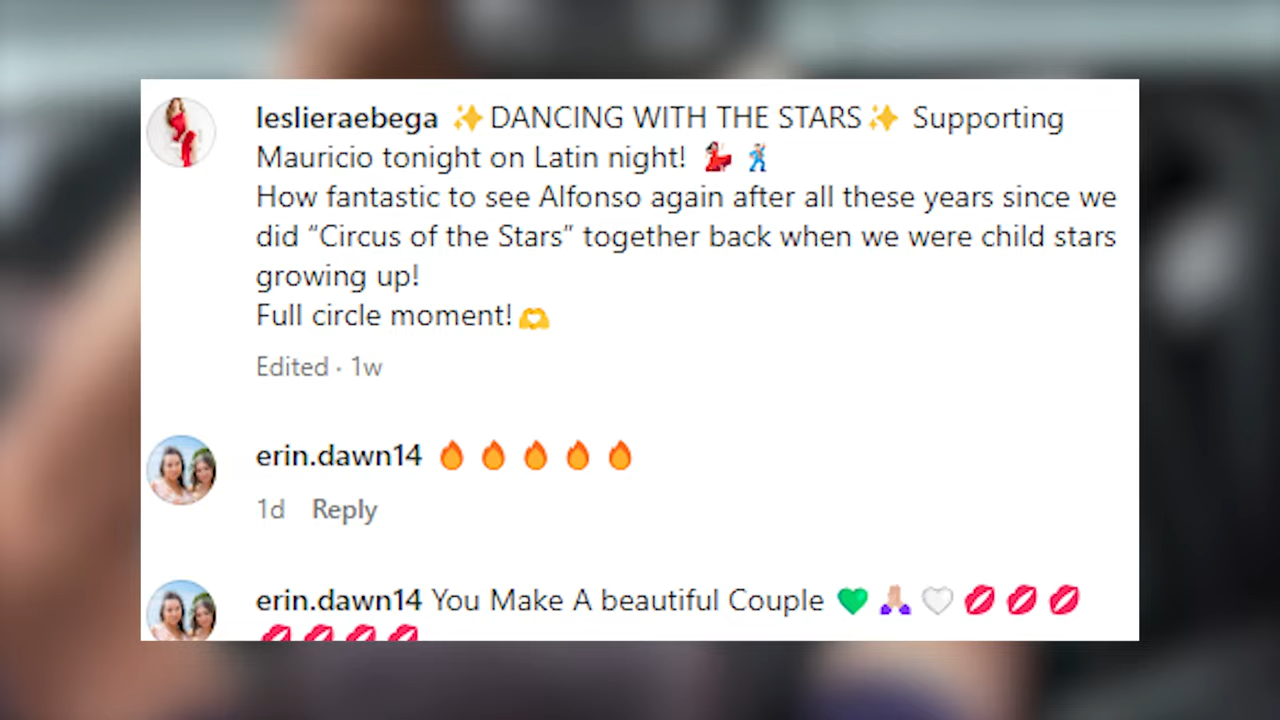 leslieraebega ✨DANCING WITH THE STARS✨ Supporting
Mauricio tonight on Latin night! 💃🏻 🕺🏻
How fantastic to see Alfonso again after all these years since we
did “Circus of the Stars” together back when we were child stars
growing up!
Full circle moment!🫶
Edited · 1w
erin.dawn14 🔥🔥🔥🔥🔥
1d Reply
erin.dawn14 You Make A beautiful Couple 💚🙏🏼🤍💋💋💋
💋💋💋💋